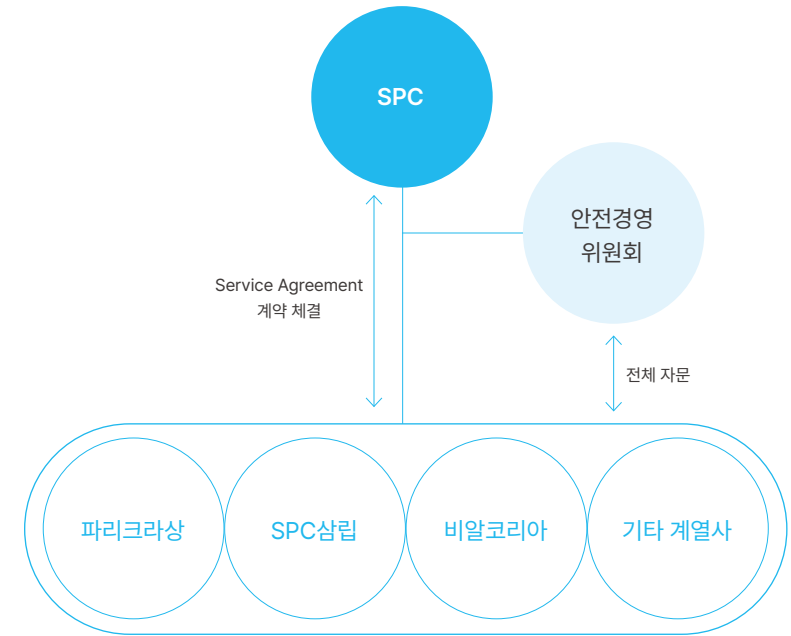 SPC
안전경영
위원회
Service Agreement
계약 체결
전체 자문
파리크라상
SPC삼립
비알코리아
기타 계열사